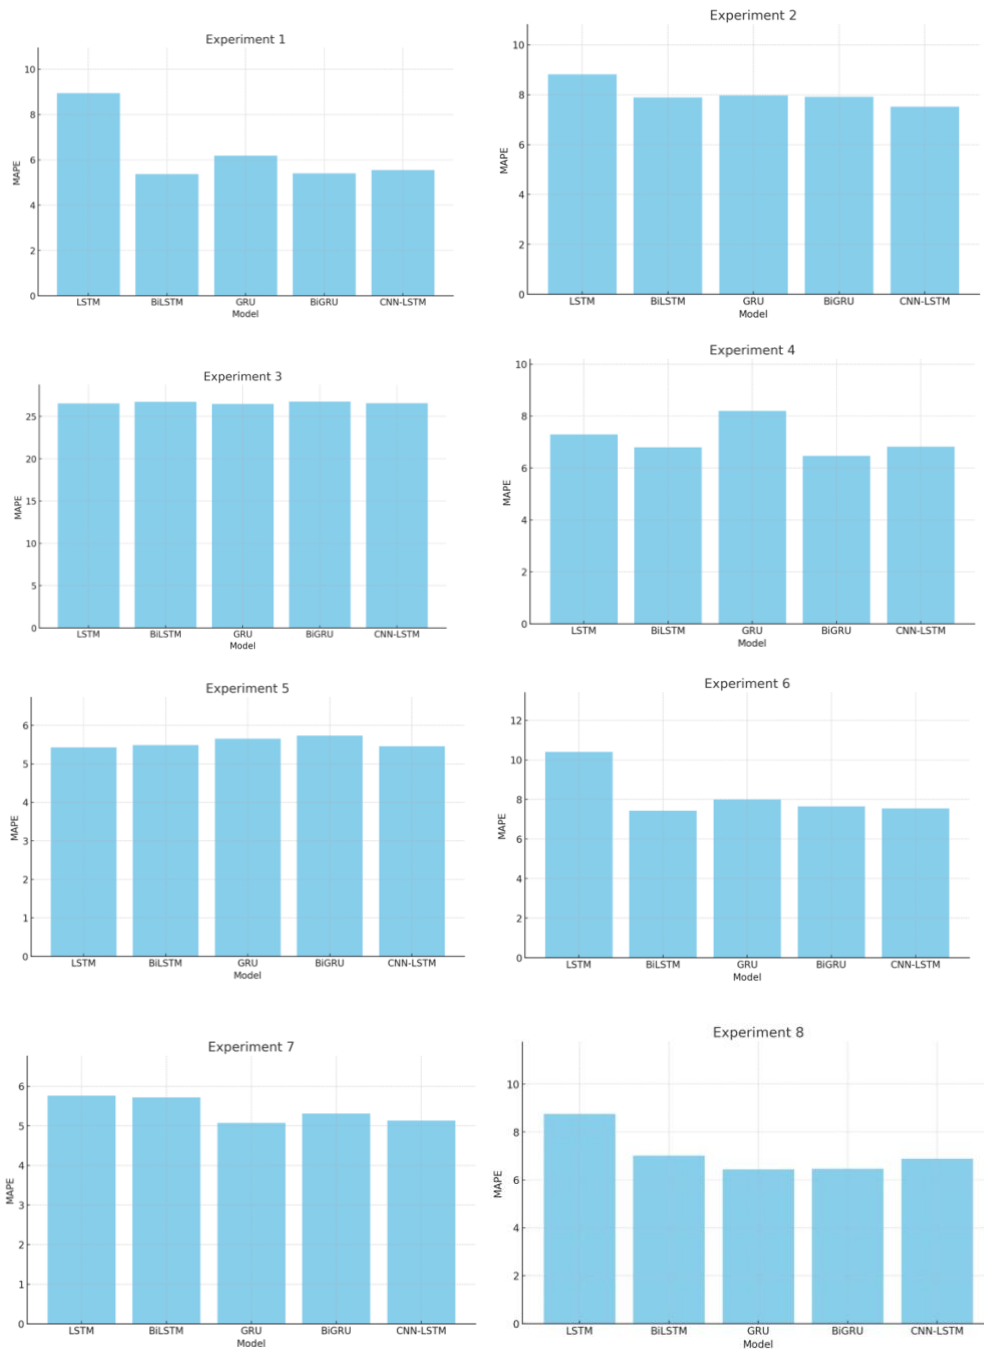 Experiment 1
10
8
6
4
2
0
MAPE
LSTM BiLSTM GRU BiGRU CNN-LSTM
Model
Experiment 2
10
8
6
4
2
0
MAPE
LSTM BiLSTM GRU BiGRU CNN-LSTM
Model
Experiment 3
25
20
15
10
5
0
MAPE
LSTM BiLSTM GRU BiGRU CNN-LSTM
Model
Experiment 4
10
8
6
4
2
0
MAPE
LSTM BiLSTM GRU BiGRU CNN-LSTM
Model
Experiment 5
6
5
4
3
2
1
0
MAPE
LSTM BiLSTM GRU BiGRU CNN-LSTM
Model
Experiment 6
12
10
8
6
4
2
0
MAPE
LSTM BiLSTM GRU BiGRU CNN-LSTM
Model
Experiment 7
6
5
4
3
2
1
0
MAPE
LSTM BiLSTM GRU BiGRU CNN-LSTM
Model
Experiment 8
10
8
6
4
2
0
MAPE
LSTM BiLSTM GRU BiGRU CNN-LSTM
Model